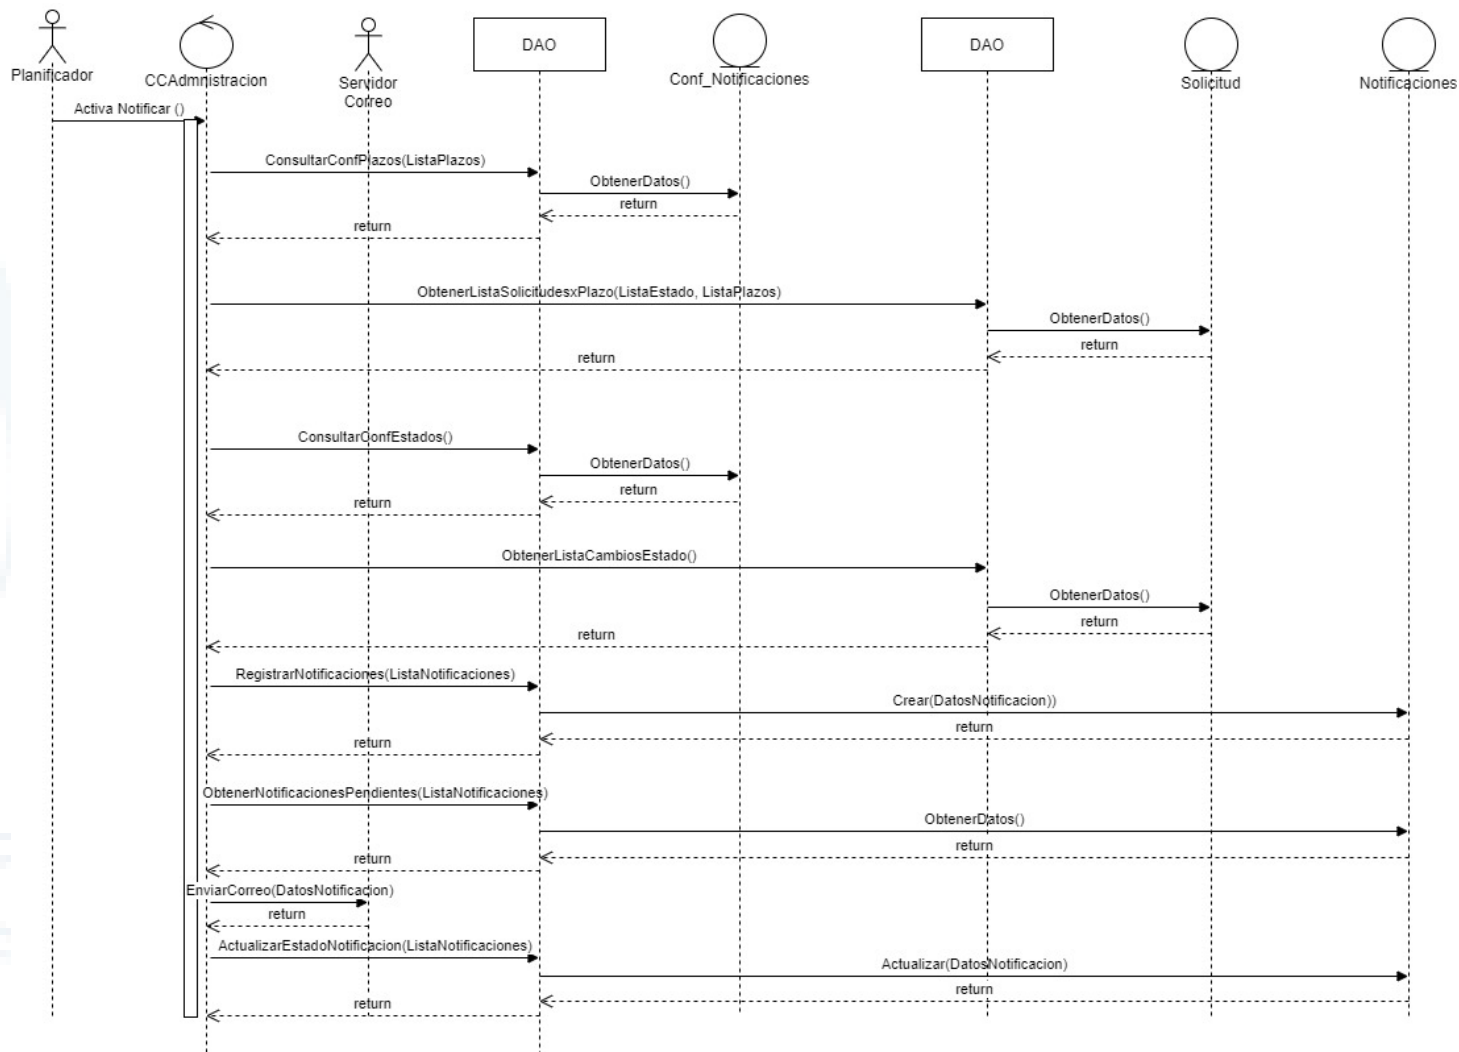 DAO
DAO
Planificador
CCAdmnistracion
Servidor
Correo
Conf_Notificaciones
Solicitud
Notificaciones
Activa Notificar ()
ConsultarConfPlazos(ListaPlazos)
ObtenerDatos()
return
return
ObtenerListaSolicitudesxPlazo(ListaEstado, ListaPlazos)
ObtenerDatos()
return
return
ConsultarConfEstados()
ObtenerDatos()
return
return
ObtenerListaCambiosEstado()
ObtenerDatos()
return
return
RegistrarNotificaciones(ListaNotificaciones)
Crear(DatosNotificacion))
return
return
ObtenerNotificacionesPendientes(ListaNotificaciones)
ObtenerDatos()
return
return
EnviarCorreo(DatosNotificacion)
return
ActualizarEstadoNotificacion(ListaNotificaciones)
Actualizar(DatosNotificacion)
return
return